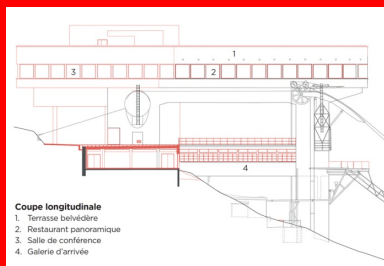 1
3
2
4
Coupe longitudinale
1. Terrasse belvédère
2. Restaurant panoramique
3. Salle de conférence
4. Galerie d'arrivée